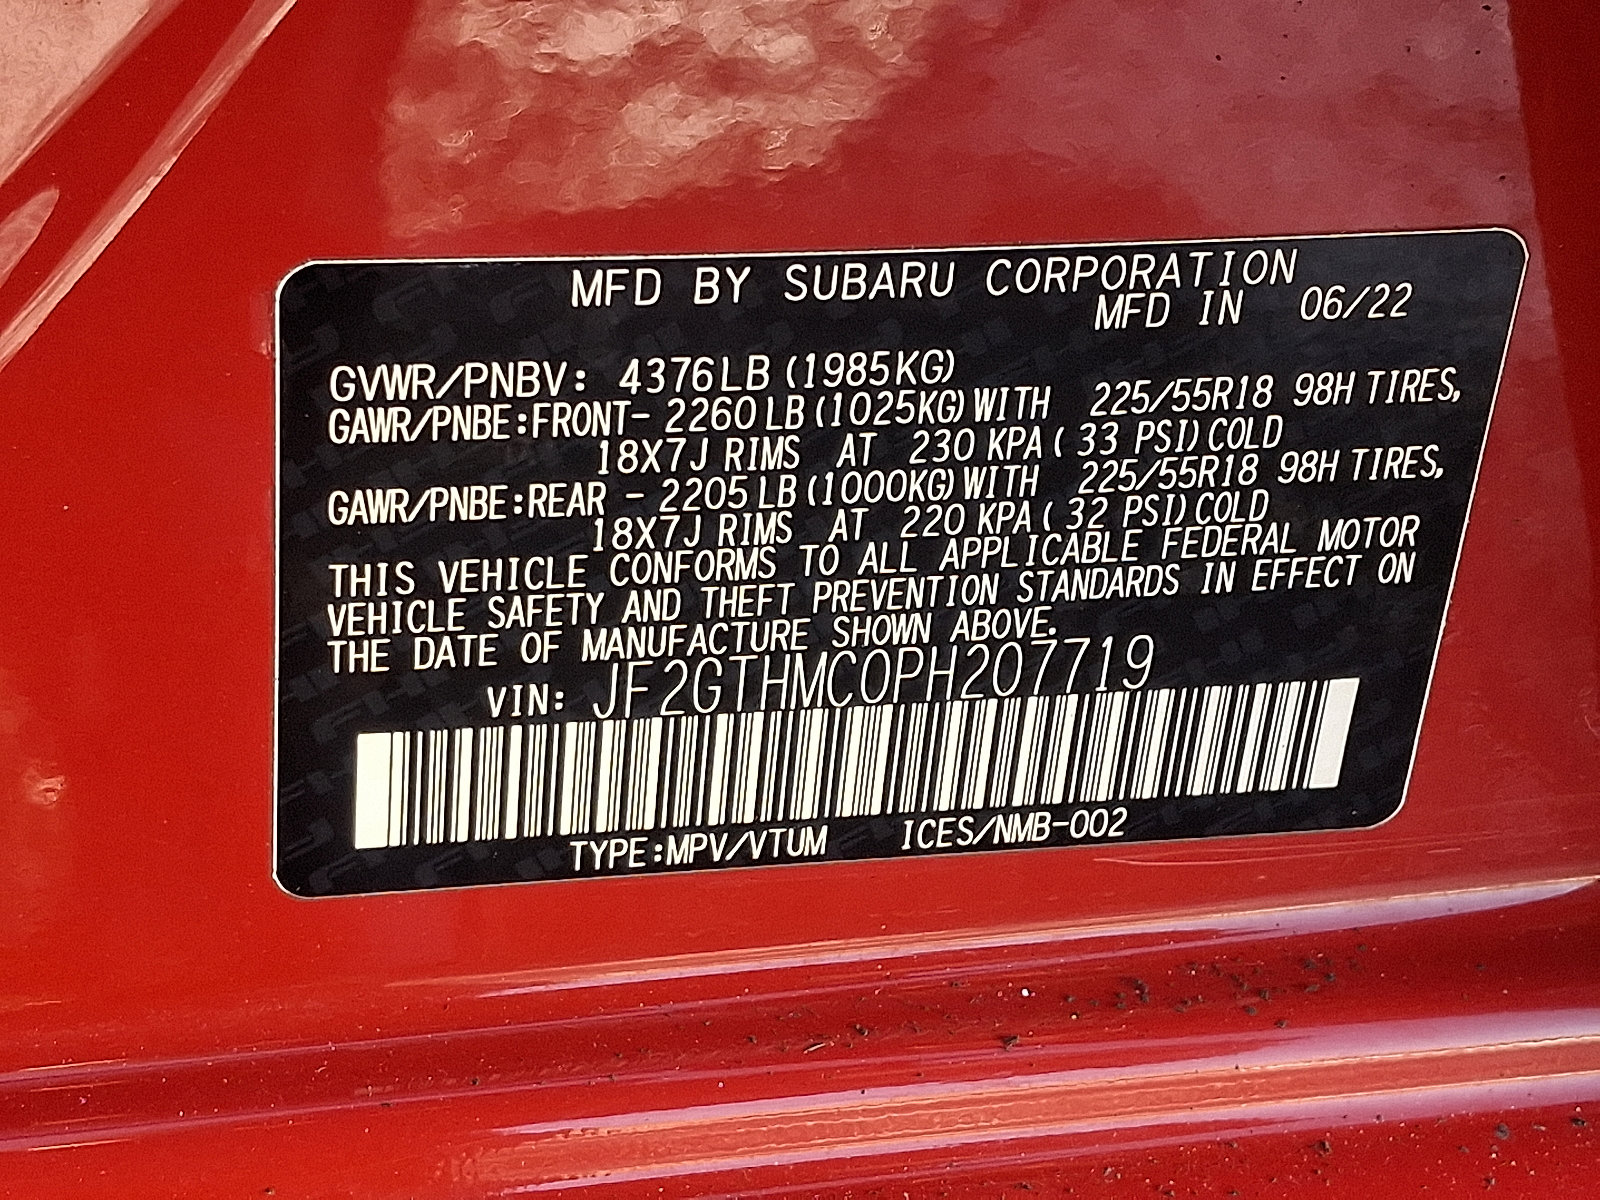 MFD BY SUBARU CORPORATION
MFD IN 06/22
GVWR/PNBV: 4376LB (1985KG)
GAWR/PNBE:FRONT- 2260LB (1025KG) WITH 225/55R18 98H TIRES,
18X7J RIMS AT 230 KPA ( 33 PSI) COLD
GAWR/PNBE:REAR - 2205LB (1000KG) WITH 225/55R18 98H TIRES,
18X7J RIMS AT 220 KPA ( 32 PSI) COLD
THIS VEHICLE CONFORMS TO ALL APPLICABLE FEDERAL MOTOR
VEHICLE SAFETY AND THEFT PREVENTION STANDARDS IN EFFECT ON
THE DATE OF MANUFACTURE SHOWN ABOVE.
VIN: JF2GTHMC0PH207719
TYPE:MPV/VTUM ICES/NMB-002